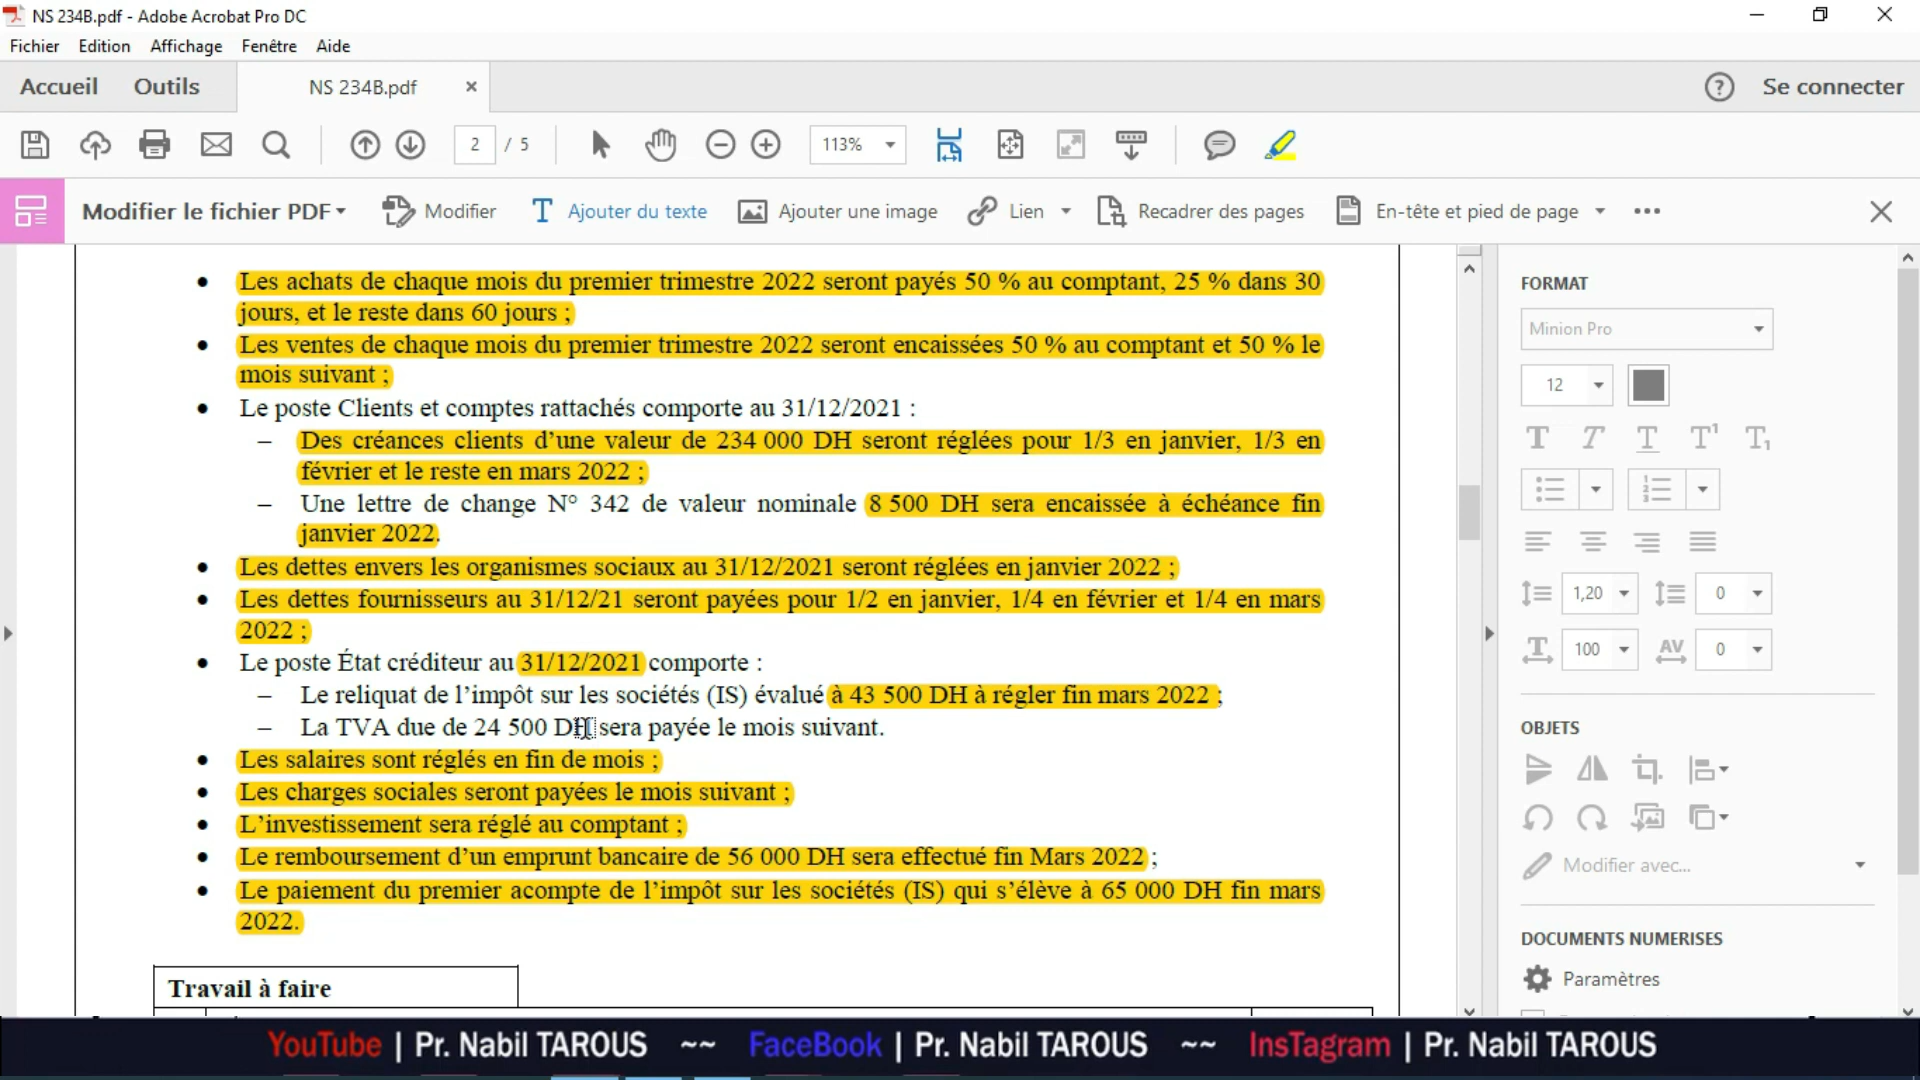 NS 234B.pdf - Adobe Acrobat Pro DC
Fichier Edition Affichage Fenêtre Aide
Accueil Outils NS 234B.pdf × ? Se connecter
2 / 5 113%
Modifier le fichier PDF Modifier Ajouter du texte Ajouter une image Lien Recadrer des pages En-tête et pied de page
• Les achats de chaque mois du premier trimestre 2022 seront payés 50 % au comptant, 25 % dans 30
jours, et le reste dans 60 jours ;
• Les ventes de chaque mois du premier trimestre 2022 seront encaissées 50 % au comptant et 50 % le
mois suivant ;
• Le poste Clients et comptes rattachés comporte au 31/12/2021 :
– Des créances clients d’une valeur de 234 000 DH seront réglées pour 1/3 en janvier, 1/3 en
février et le reste en mars 2022 ;
– Une lettre de change N° 342 de valeur nominale 8 500 DH sera encaissée à échéance fin
janvier 2022.
• Les dettes envers les organismes sociaux au 31/12/2021 seront réglées en janvier 2022 ;
• Les dettes fournisseurs au 31/12/21 seront payées pour 1/2 en janvier, 1/4 en février et 1/4 en mars
2022 ;
• Le poste État créditeur au 31/12/2021 comporte :
– Le reliquat de l’impôt sur les sociétés (IS) évalué à 43 500 DH à régler fin mars 2022 ;
– La TVA due de 24 500 DH sera payée le mois suivant.
• Les salaires sont réglés en fin de mois ;
• Les charges sociales seront payées le mois suivant ;
• L’investissement sera réglé au comptant ;
• Le remboursement d’un emprunt bancaire de 56 000 DH sera effectué fin Mars 2022 ;
• Le paiement du premier acompte de l’impôt sur les sociétés (IS) qui s’élève à 65 000 DH fin mars
2022.
Travail à faire
FORMAT
Minion Pro
12
T T T T¹ T₁
1,20 0
100 AV 0
OBJETS
Modifier avec...
DOCUMENTS NUMERISES
Paramètres
YouTube | Pr. Nabil TAROUS ~~ FaceBook | Pr. Nabil TAROUS ~~ InsTagram | Pr. Nabil TAROUS